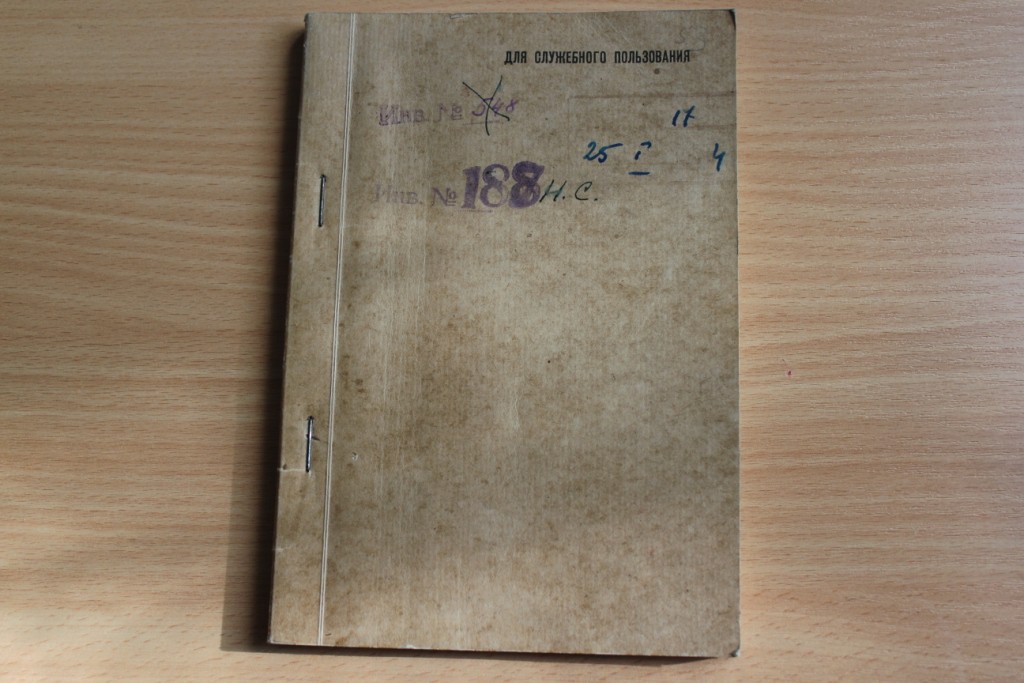 ДЛЯ СЛУЖЕБНОГО ПОЛЬЗОВАНИЯ
Инв. №
17
25 I 4
Инв. № 188 н. с.